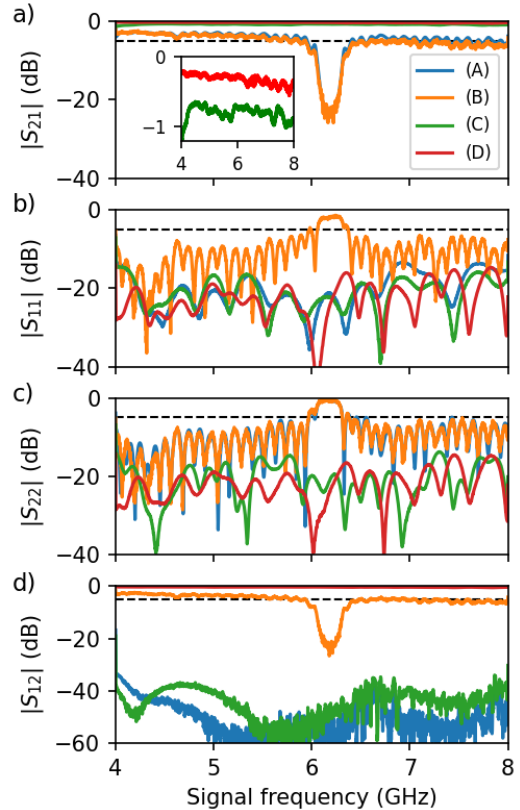 a)
|S21| (dB)
0
−20
−40
0
−1
4
6
8
(A)
(B)
(C)
(D)
b)
|S11| (dB)
0
−20
−40
c)
|S22| (dB)
0
−20
−40
d)
|S12| (dB)
0
−20
−40
−60
4
5
6
7
8
Signal frequency (GHz)